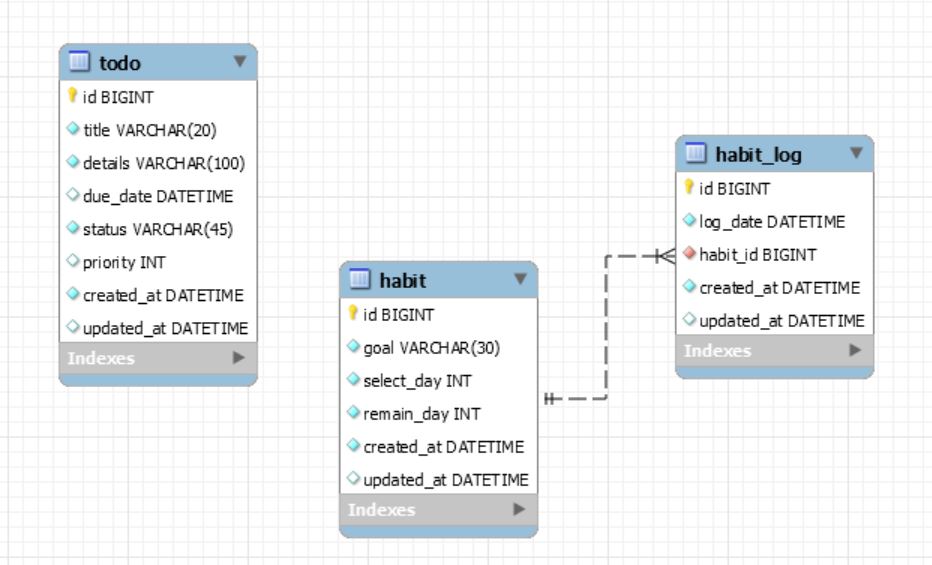 todo
id BIGINT
title VARCHAR(20)
details VARCHAR(100)
due_date DATETIME
status VARCHAR(45)
priority INT
created_at DATETIME
updated_at DATETIME
Indexes
habit
id BIGINT
goal VARCHAR(30)
select_day INT
remain_day INT
created_at DATETIME
updated_at DATETIME
Indexes
habit_log
id BIGINT
log_date DATETIME
habit_id BIGINT
created_at DATETIME
updated_at DATETIME
Indexes